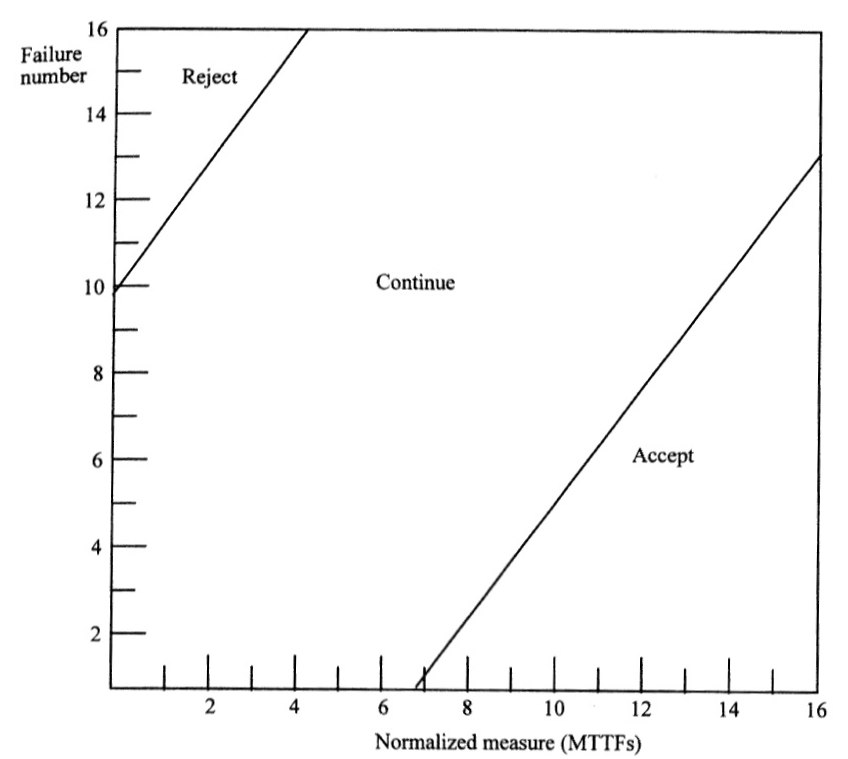 16
Failure
number
Reject
14
12
10
Continue
8
6
Accept
4
2
2 4 6 8 10 12 14 16
Normalized measure (MTTFs)